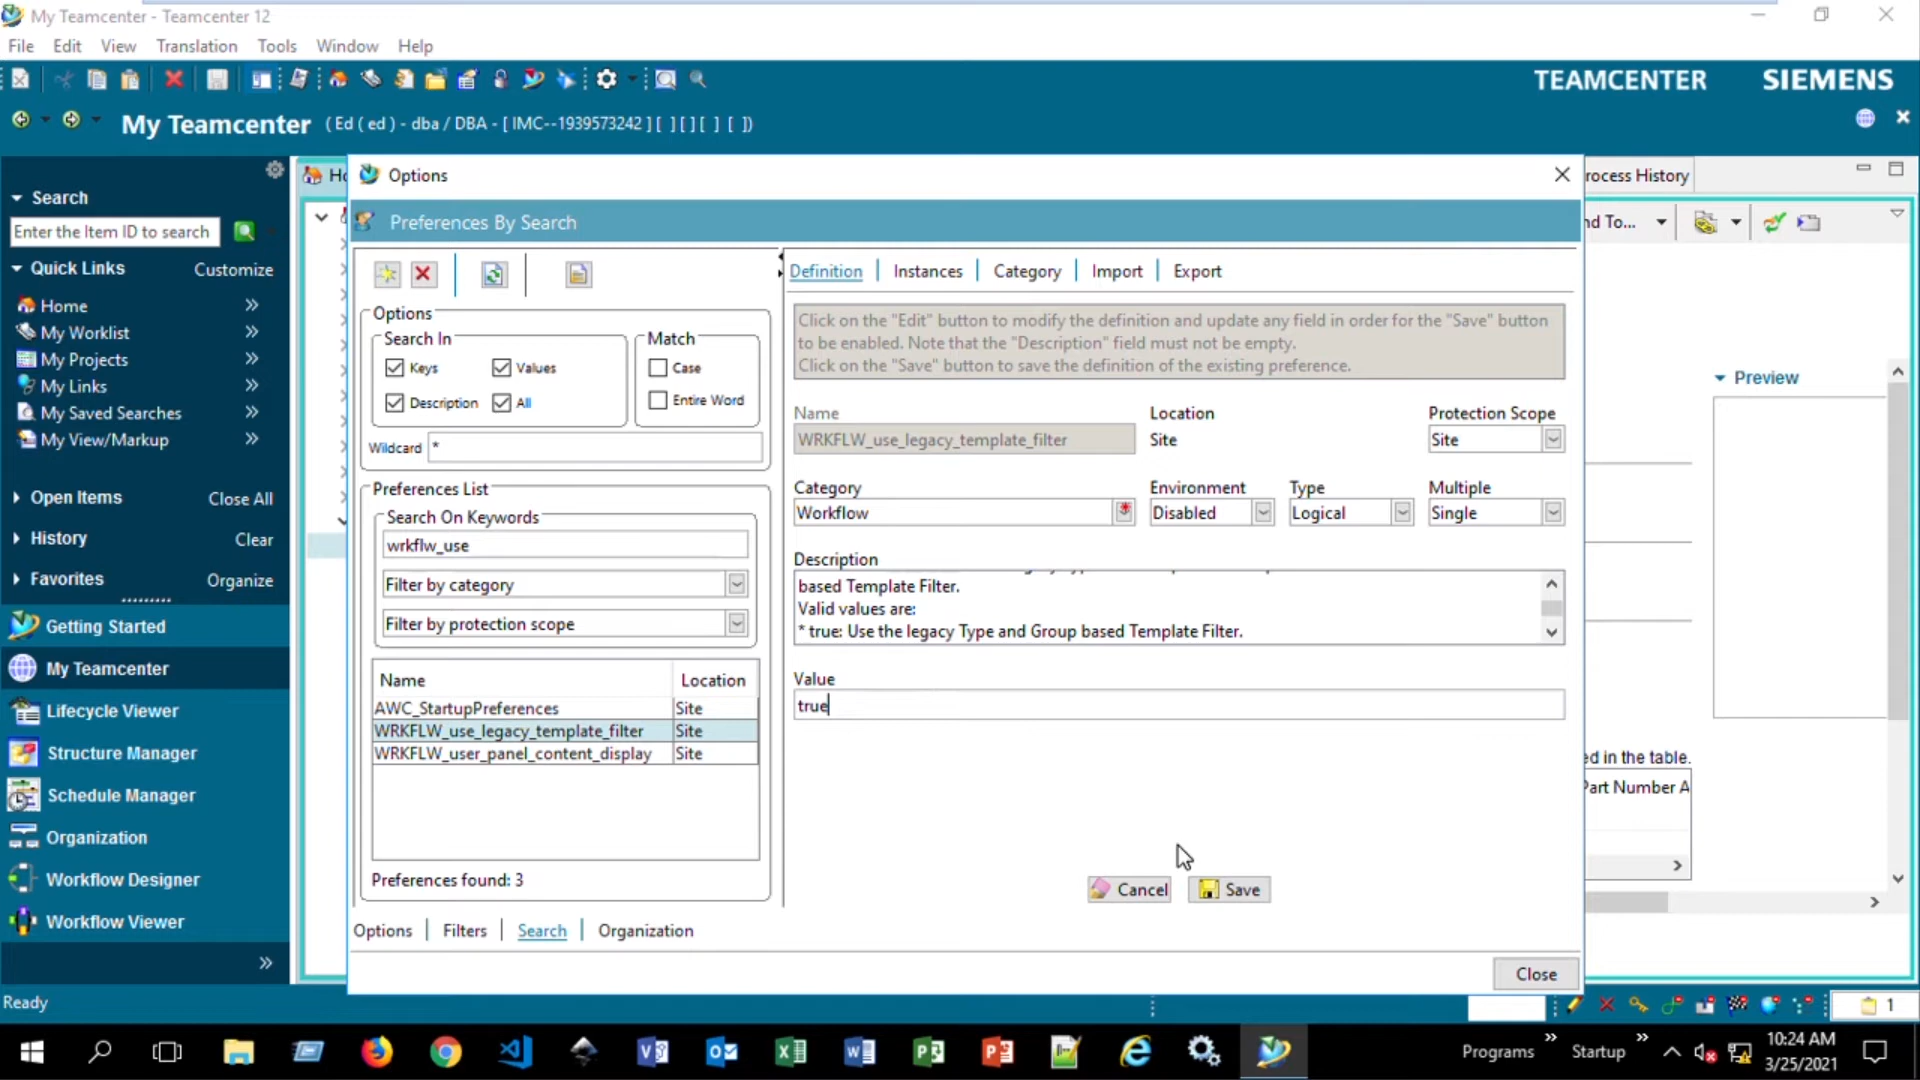 My Teamcenter - Teamcenter 12
File Edit View Translation Tools Window Help
TEAMCENTER SIEMENS
My Teamcenter ( Ed ( ed ) - dba / DBA - [ IMC--1939573242 ] [ ] [ ] [ ] [ ])
Search
Enter the Item ID to search
Quick Links Customize
Home
My Worklist
My Projects
My Links
My Saved Searches
My View/Markup
Open Items Close All
History Clear
Favorites Organize
Getting Started
My Teamcenter
Lifecycle Viewer
Structure Manager
Schedule Manager
Organization
Workflow Designer
Workflow Viewer
Ready
Options
Preferences By Search
Options
Search In
Keys Values
Description All
Match
Case
Entire Word
Wildcard *
Preferences List
Search On Keywords
wrkflw_use
Filter by category
Filter by protection scope
Name Location
AWC_StartupPreferences Site
WRKFLW_use_legacy_template_filter Site
WRKFLW_user_panel_content_display Site
Preferences found: 3
Options Filters Search Organization
Definition Instances Category Import Export
Click on the "Edit" button to modify the definition and update any field in order for the "Save" button
to be enabled. Note that the "Description" field must not be empty.
Click on the "Save" button to save the definition of the existing preference.
Name Location Protection Scope
WRKFLW_use_legacy_template_filter Site Site
Category Environment Type Multiple
Workflow Disabled Logical Single
Description
based Template Filter.
Valid values are:
* true: Use the legacy Type and Group based Template Filter.
Value
true
Cancel Save
Close
rocess History
nd To...
Preview
ed in the table.
Part Number A
1
Programs Startup
10:24 AM
3/25/2021